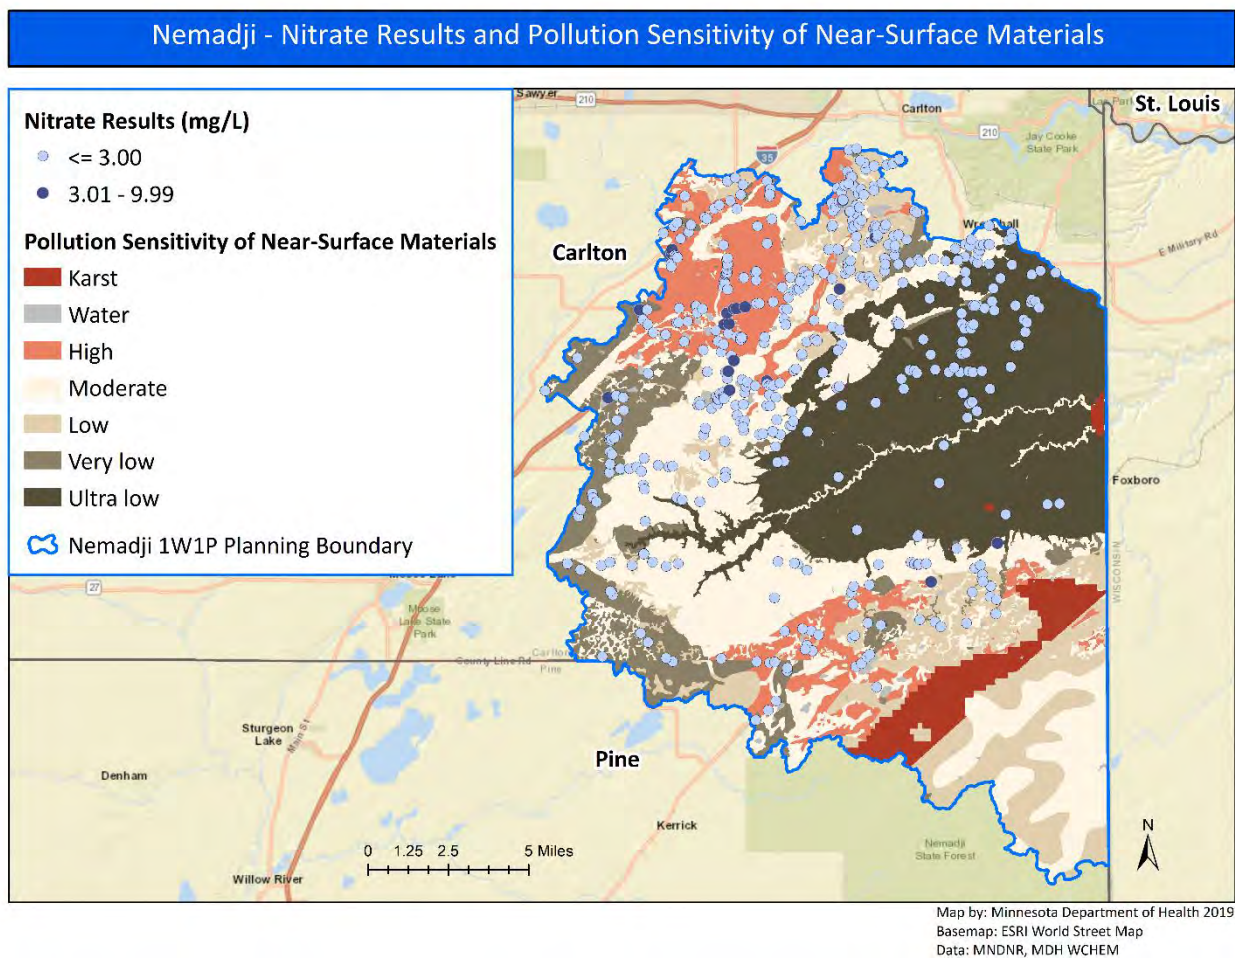 Nemadji - Nitrate Results and Pollution Sensitivity of Near-Surface Materials
Nitrate Results (mg/L)
<= 3.00
3.01 - 9.99
Pollution Sensitivity of Near-Surface Materials
Karst
Water
High
Moderate
Low
Very low
Ultra low
Nemadji 1W1P Planning Boundary
Sawyer
210
Carlton
St. Louis
210
Jay Cooke
State Park
35
E Military Rd
Carlton
Foxboro
WISCONSIN
27
Moose
Lake State
Park
Carlton
County Line Rd
Pine
Sturgeon
Lake
Main St
Denham
Pine
Kerrick
Nemadji
State Forest
N
0 1.25 2.5 5 Miles
Willow River
Map by: Minnesota Department of Health 2019
Basemap: ESRI World Street Map
Data: MNDNR, MDH WCHEM